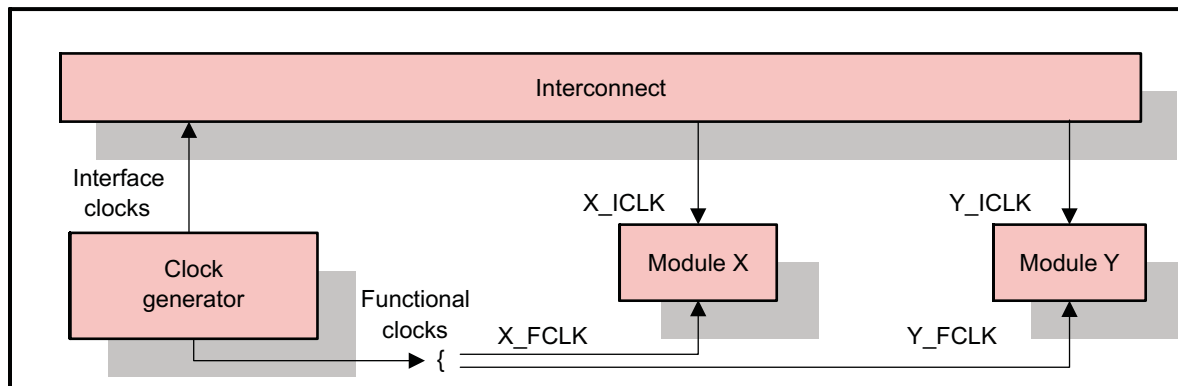 Interconnect
Interface
clocks
X_ICLK
Y_ICLK
Clock
generator
Module X
Module Y
Functional
clocks
{
X_FCLK
Y_FCLK